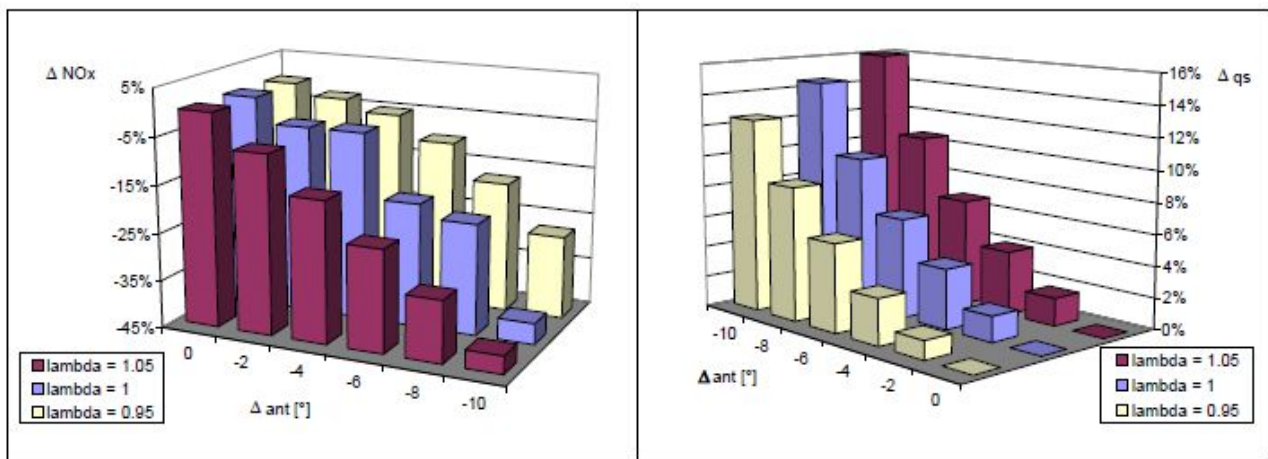 Δ NOx
5%
-5%
-15%
-25%
-35%
-45%
0
-2
-4
-6
-8
-10
Δ ant [°]
lambda = 1.05
lambda = 1
lambda = 0.95
Δ qs
16%
14%
12%
10%
8%
6%
4%
2%
0%
-10
-8
-6
-4
-2
0
Δ ant [°]
lambda = 1.05
lambda = 1
lambda = 0.95